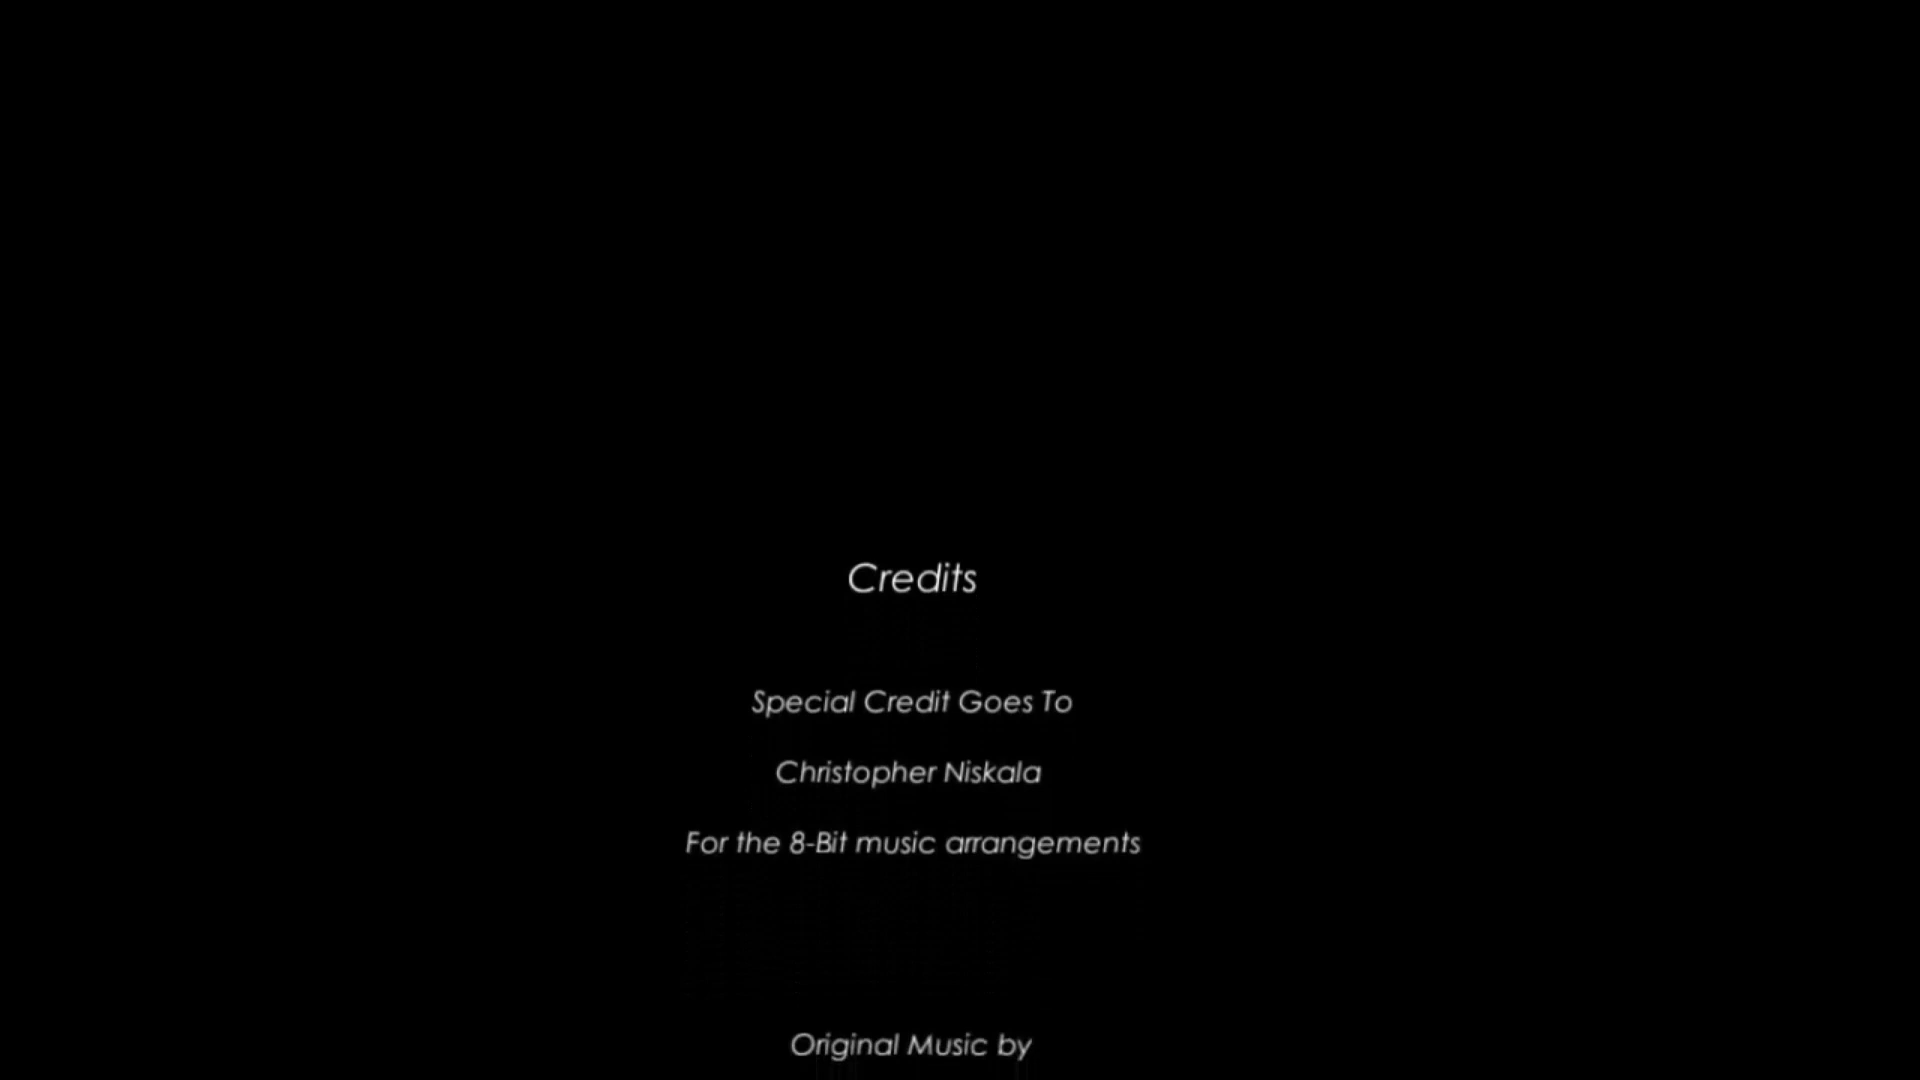 Credits
Special Credit Goes To
Christopher Niskala
For the 8-Bit music arrangements
Original Music by